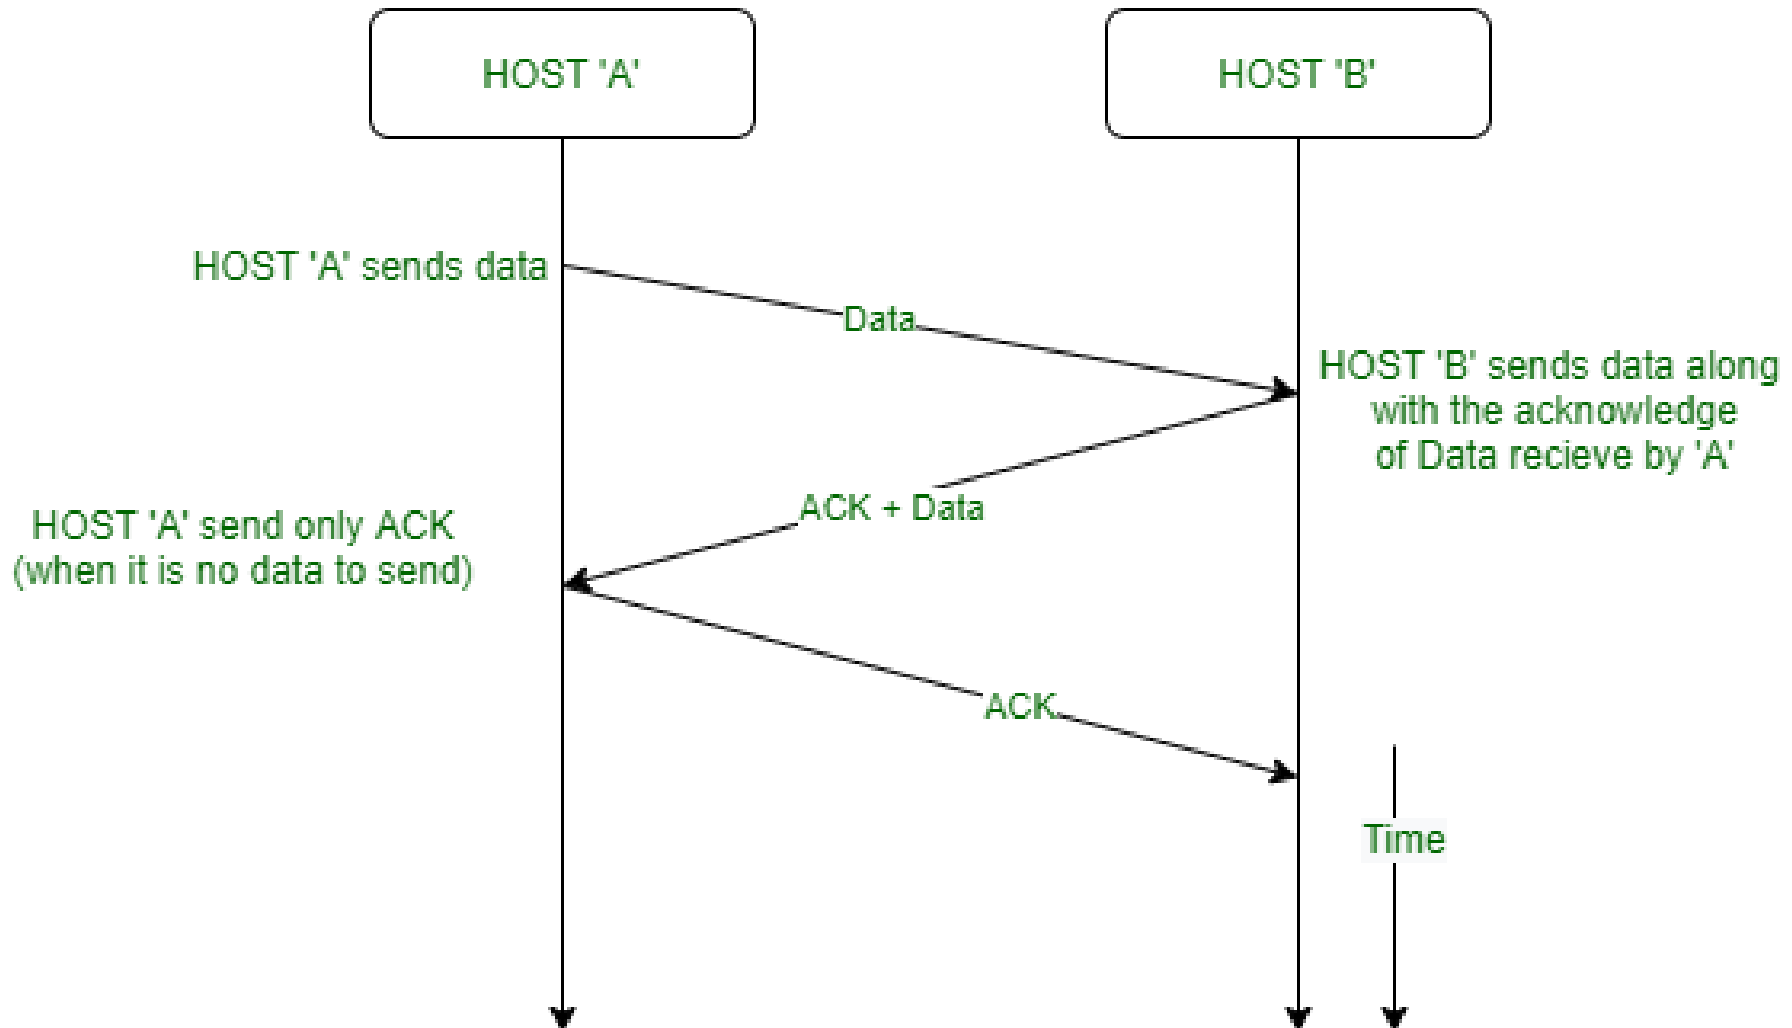 HOST 'A'
HOST 'B'
HOST 'A' sends data
Data
HOST 'B' sends data along
with the acknowledge
of Data recieve by 'A'
ACK + Data
HOST 'A' send only ACK
(when it is no data to send)
ACK
Time